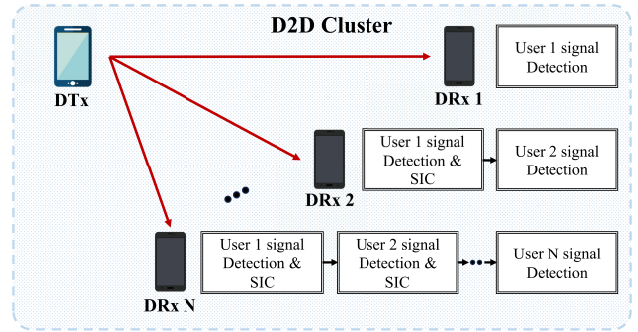 D2D Cluster
DTx
DRx 1
User 1 signal
Detection
DRx 2
User 1 signal
Detection &
SIC
User 2 signal
Detection
DRx N
User 1 signal
Detection &
SIC
User 2 signal
Detection &
SIC
User N signal
Detection